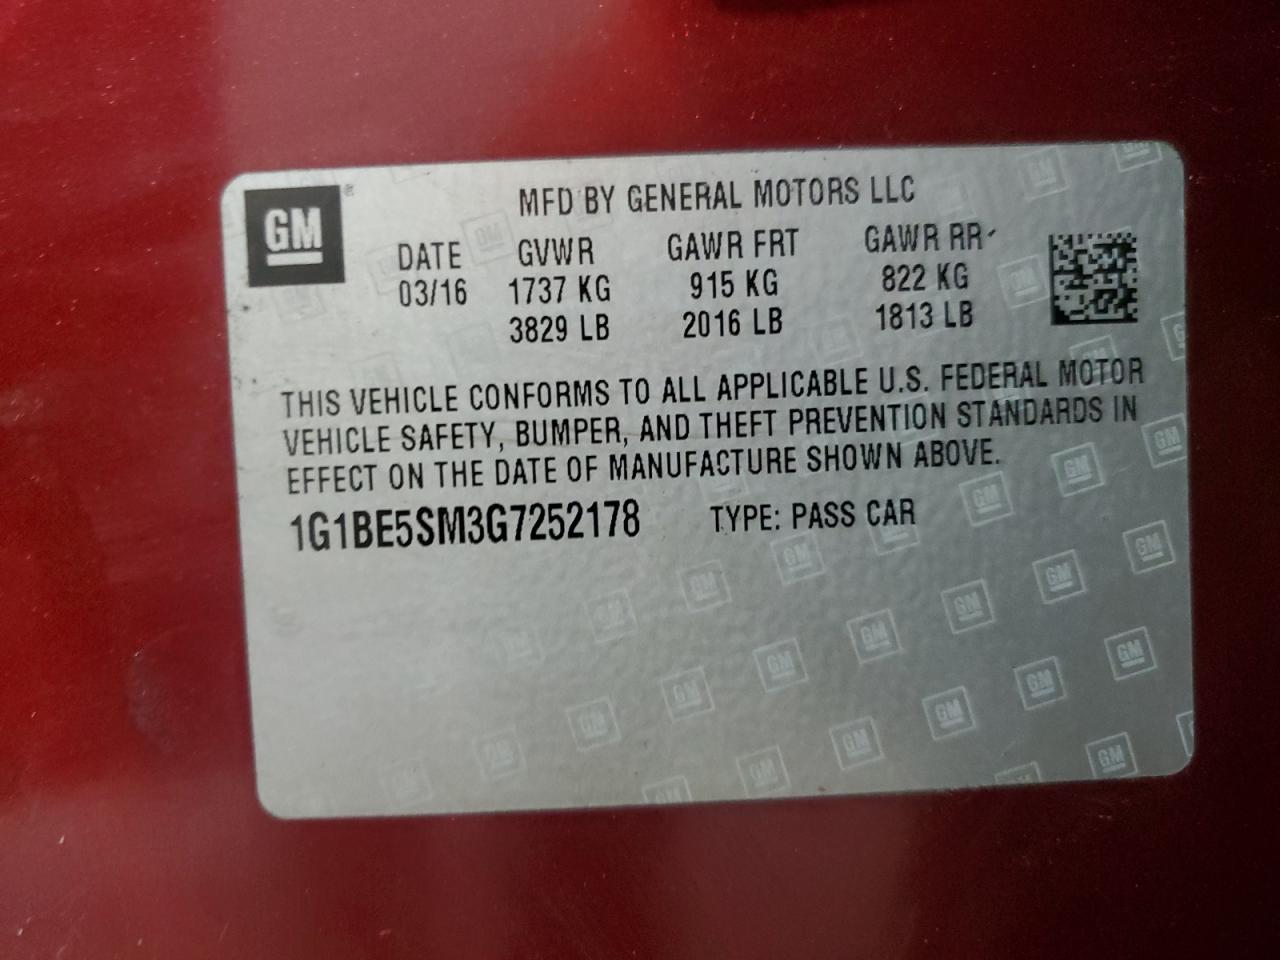 GM
MFD BY GENERAL MOTORS LLC
DATE GVWR GAWR FRT GAWR RR
03/16 1737 KG 915 KG 822 KG
3829 LB 2016 LB 1813 LB
THIS VEHICLE CONFORMS TO ALL APPLICABLE U.S. FEDERAL MOTOR
VEHICLE SAFETY, BUMPER, AND THEFT PREVENTION STANDARDS IN
EFFECT ON THE DATE OF MANUFACTURE SHOWN ABOVE.
1G1BE5SM3G7252178 TYPE: PASS CAR